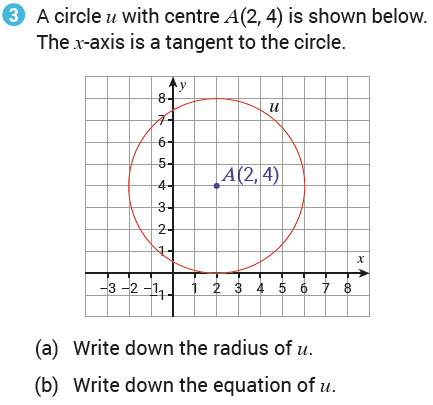 3 A circle u with centre A(2, 4) is shown below.
The x-axis is a tangent to the circle.
y
8
u
7
6
5
A(2, 4)
4
3
2
1
x
-3 -2 -1 1 2 3 4 5 6 7 8
-1
(a) Write down the radius of u.
(b) Write down the equation of u.